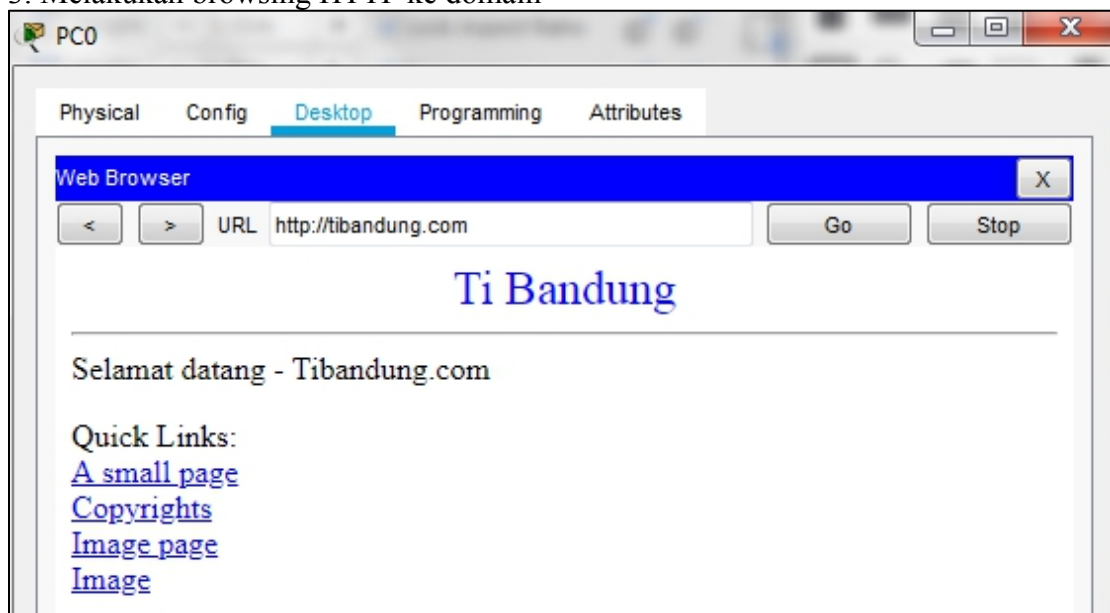 3. Melakukan browsing HTTP ke domain
PC0
Physical Config Desktop Programming Attributes
Web Browser X
< > URL http://tibandung.com Go Stop
Ti Bandung
Selamat datang - Tibandung.com
Quick Links:
A small page
Copyrights
Image page
Image